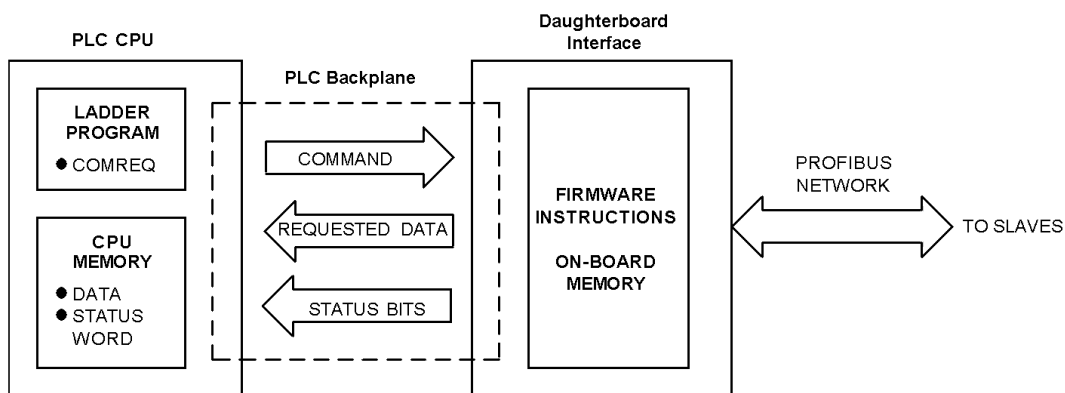 PLC CPU
LADDER
PROGRAM
● COMREQ
CPU
MEMORY
● DATA
● STATUS
WORD
PLC Backplane
COMMAND
REQUESTED DATA
STATUS BITS
Daughterboard
Interface
FIRMWARE
INSTRUCTIONS
ON-BOARD
MEMORY
PROFIBUS
NETWORK
TO SLAVES